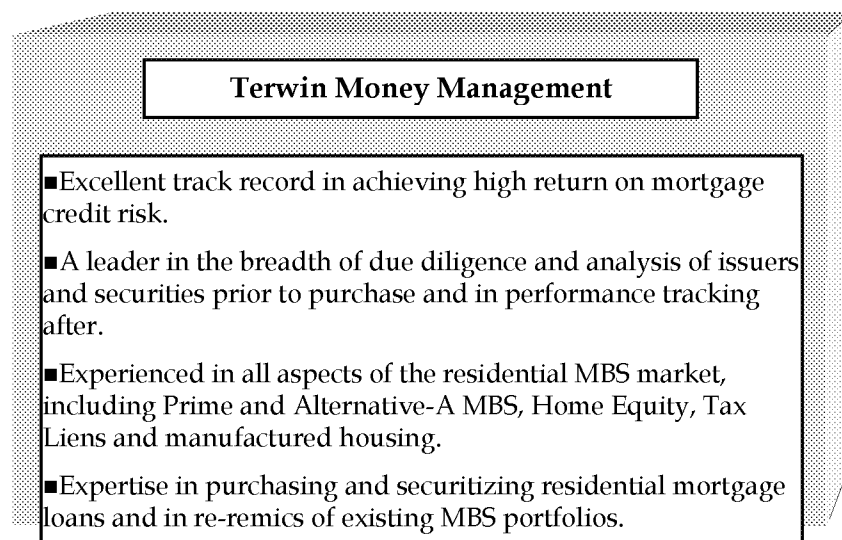 Terwin Money Management
■Excellent track record in achieving high return on mortgage
credit risk.
■A leader in the breadth of due diligence and analysis of issuers
and securities prior to purchase and in performance tracking
after.
■Experienced in all aspects of the residential MBS market,
including Prime and Alternative-A MBS, Home Equity, Tax
Liens and manufactured housing.
■Expertise in purchasing and securitizing residential mortgage
loans and in re-remics of existing MBS portfolios.